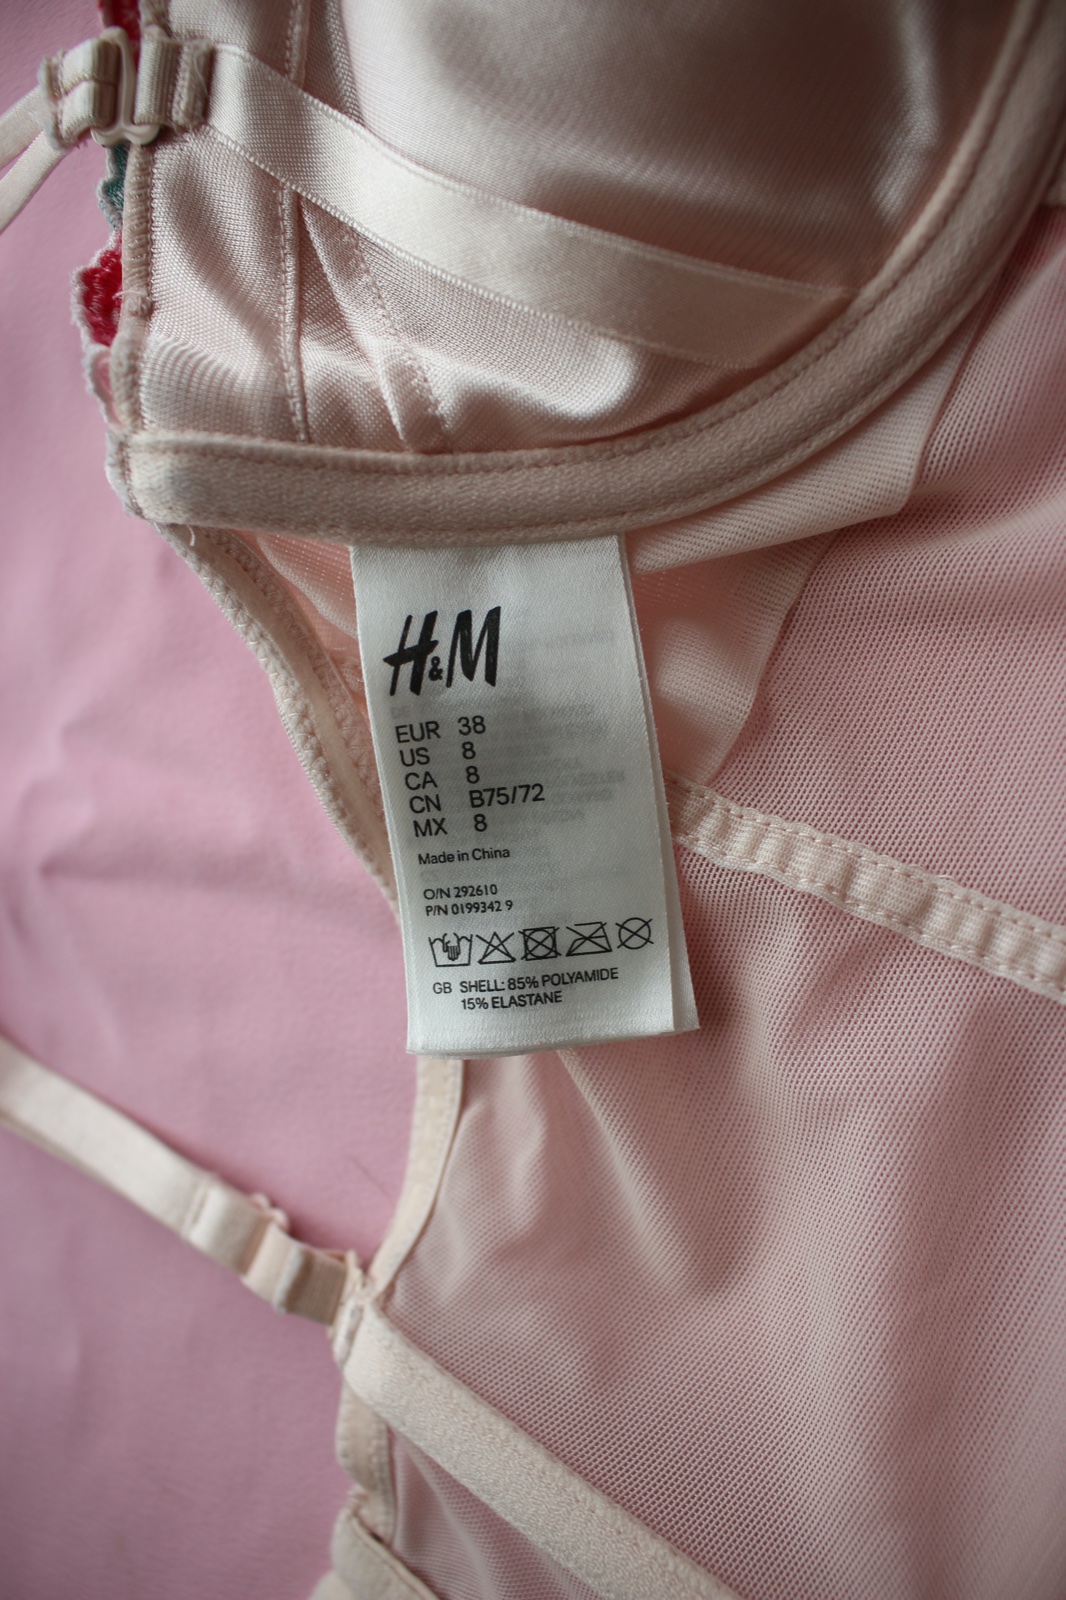 H&M
EUR 38
US 8
CA 8
CN B75/72
MX 8
Made in China
O/N 292610
P/N 0199342 9
GB SHELL: 85% POLYAMIDE
15% ELASTANE